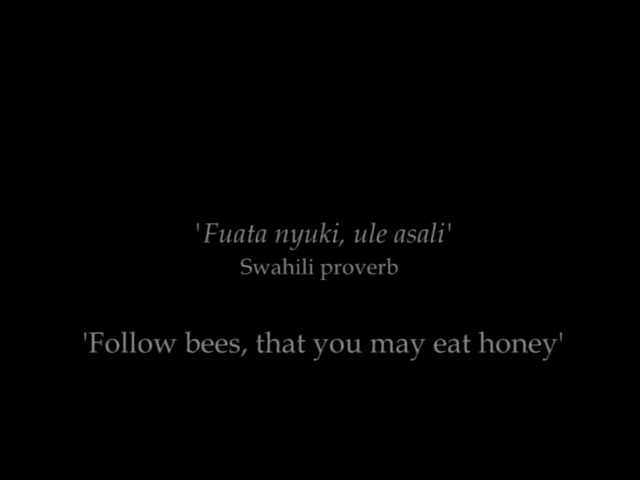 'Fuata nyuki, ule asali'
Swahili proverb
'Follow bees, that you may eat honey'